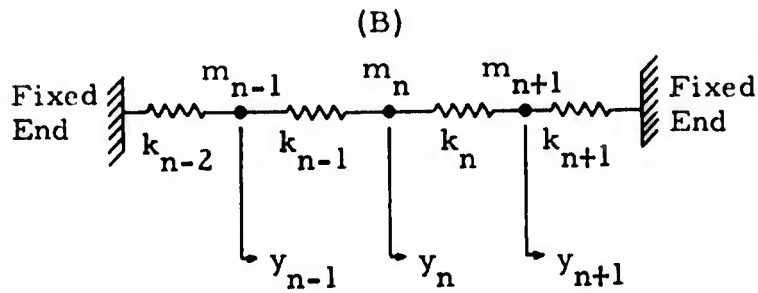 (B)
Fixed End
m_{n-1}
m_n
m_{n+1}
Fixed End
k_{n-2}
k_{n-1}
k_n
k_{n+1}
y_{n-1}
y_n
y_{n+1}